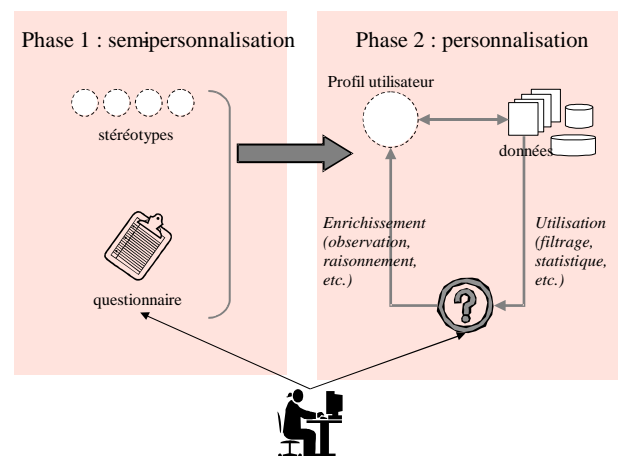 Phase 1 : semipersonnalisation
stéréotypes
questionnaire
Phase 2 : personnalisation
Profil utilisateur
données
Enrichissement
(observation,
raisonnement,
etc.)
Utilisation
(filtrage,
statistique,
etc.)
?